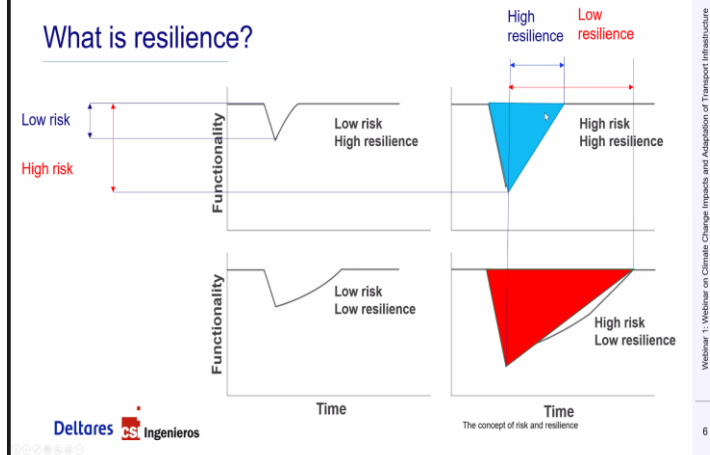 What is resilience?
High
resilience
Low
resilience
Low risk
High risk
Functionality
Low risk
High resilience
High risk
High resilience
Functionality
Low risk
Low resilience
High risk
Low resilience
Time
Time
The concept of risk and resilience
Deltares
CSI Ingenieros
Webinar 1: Webinar on Climate Change Impacts and Adaptation of Transport Infrastructure
6